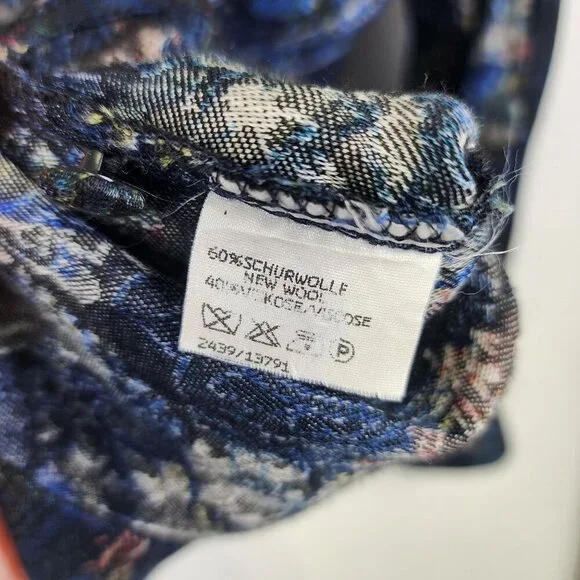 60%SCHURWOLLE
NEW WOOL
40%VISKOSE/VISCOSE
P
2439/13791